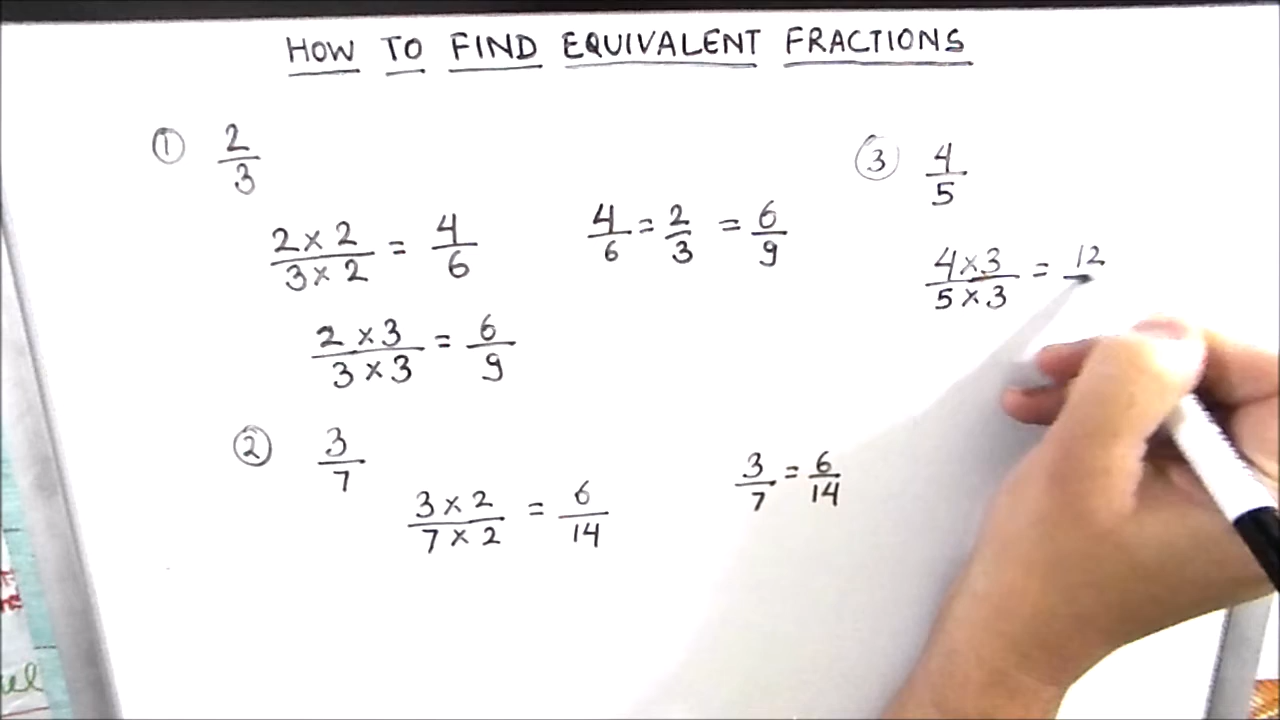 HOW TO FIND EQUIVALENT FRACTIONS
① 2/3
2 × 2 / 3 × 2 = 4/6
4/6 = 2/3 = 6/9
2 × 3 / 3 × 3 = 6/9
② 3/7
3 × 2 / 7 × 2 = 6/14
3/7 = 6/14
③ 4/5
4 × 3 / 5 × 3 = 12/